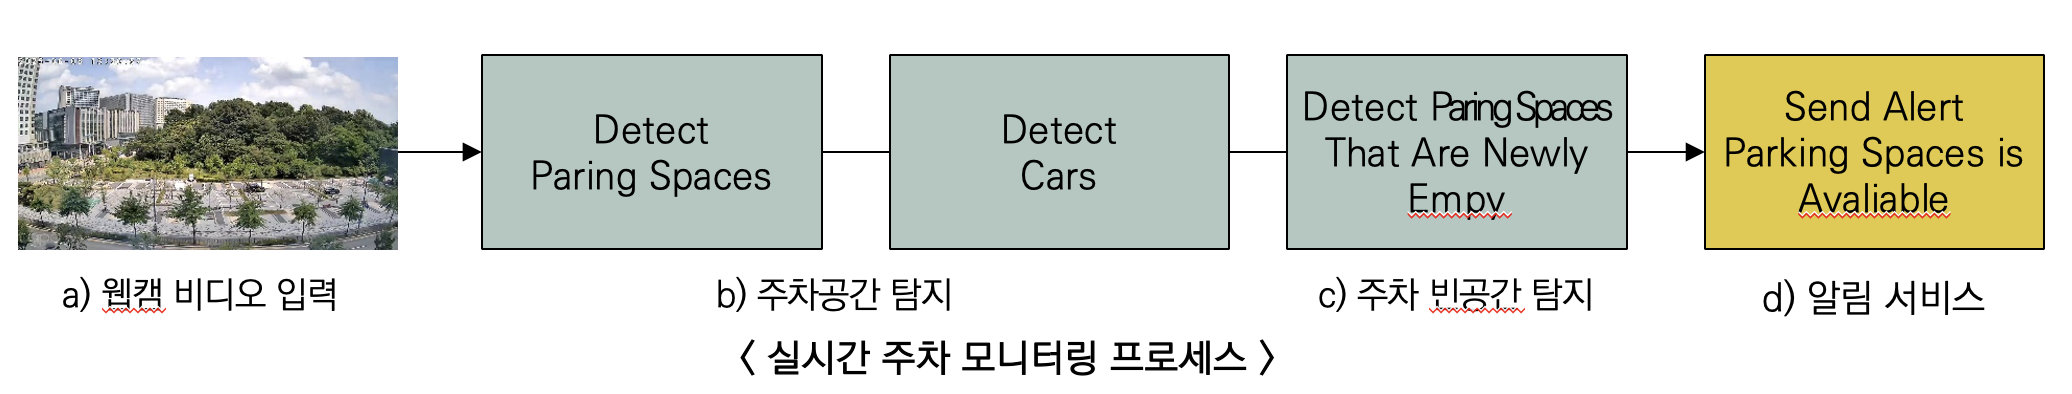 Detect
Paring Spaces
Detect
Cars
Detect Paring Spaces
That Are Newly
Empy
Send Alert
Parking Spaces is
Avaliable
a) 웹캠 비디오 입력
b) 주차공간 탐지
c) 주차 빈공간 탐지
d) 알림 서비스
< 실시간 주차 모니터링 프로세스 >